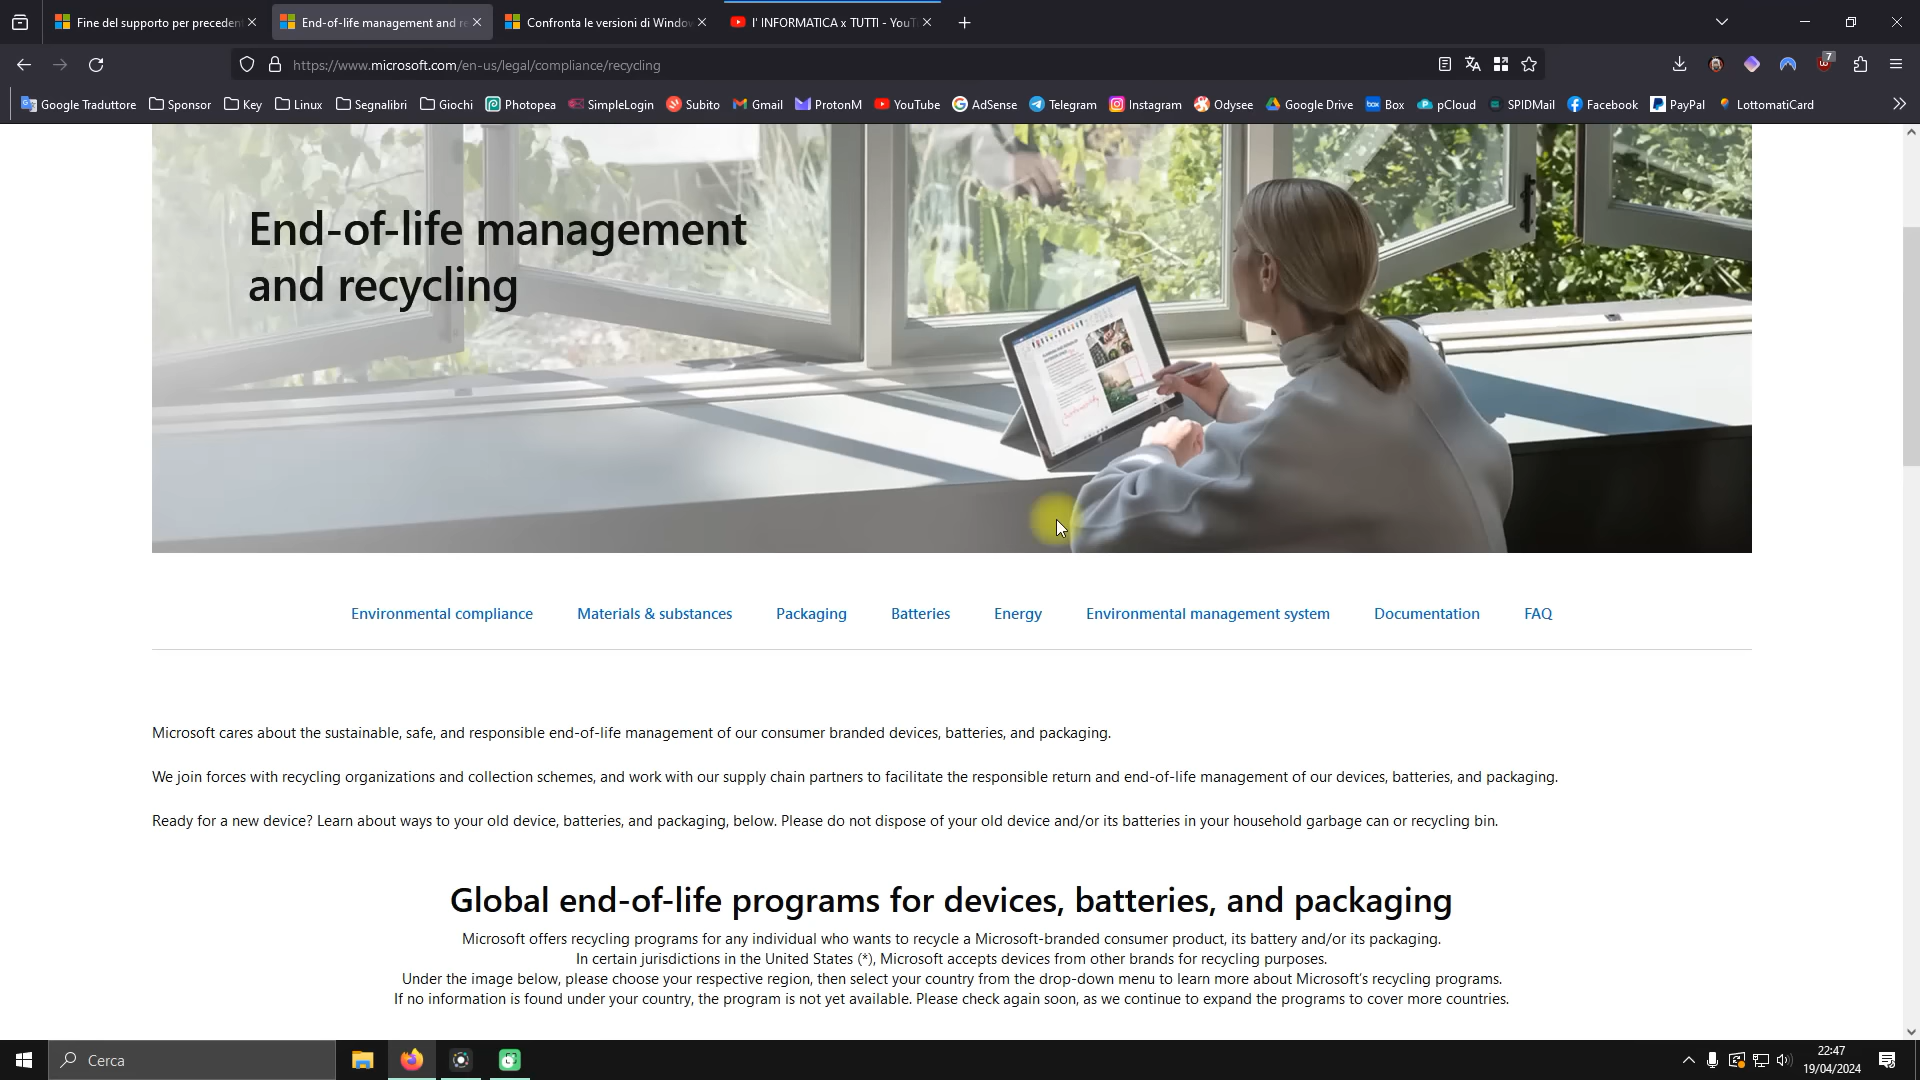 Fine del supporto per preceden
End-of-life management and re
Confronta le versioni di Windo
I' INFORMATICA x TUTTI - YouT
https://www.microsoft.com/en-us/legal/compliance/recycling
7
Google Traduttore
Sponsor
Key
Linux
Segnalibri
Giochi
Photopea
SimpleLogin
Subito
Gmail
ProtonM
YouTube
AdSense
Telegram
Instagram
Odysee
Google Drive
Box
pCloud
SPIDMail
Facebook
PayPal
LottomatiCard
End-of-life management
and recycling
Environmental compliance
Materials & substances
Packaging
Batteries
Energy
Environmental management system
Documentation
FAQ
Microsoft cares about the sustainable, safe, and responsible end-of-life management of our consumer branded devices, batteries, and packaging.
We join forces with recycling organizations and collection schemes, and work with our supply chain partners to facilitate the responsible return and end-of-life management of our devices, batteries, and packaging.
Ready for a new device? Learn about ways to your old device, batteries, and packaging, below. Please do not dispose of your old device and/or its batteries in your household garbage can or recycling bin.
Global end-of-life programs for devices, batteries, and packaging
Microsoft offers recycling programs for any individual who wants to recycle a Microsoft-branded consumer product, its battery and/or its packaging.
In certain jurisdictions in the United States (*), Microsoft accepts devices from other brands for recycling purposes.
Under the image below, please choose your respective region, then select your country from the drop-down menu to learn more about Microsoft's recycling programs.
If no information is found under your country, the program is not yet available. Please check again soon, as we continue to expand the programs to cover more countries.
Cerca
22:47
19/04/2024